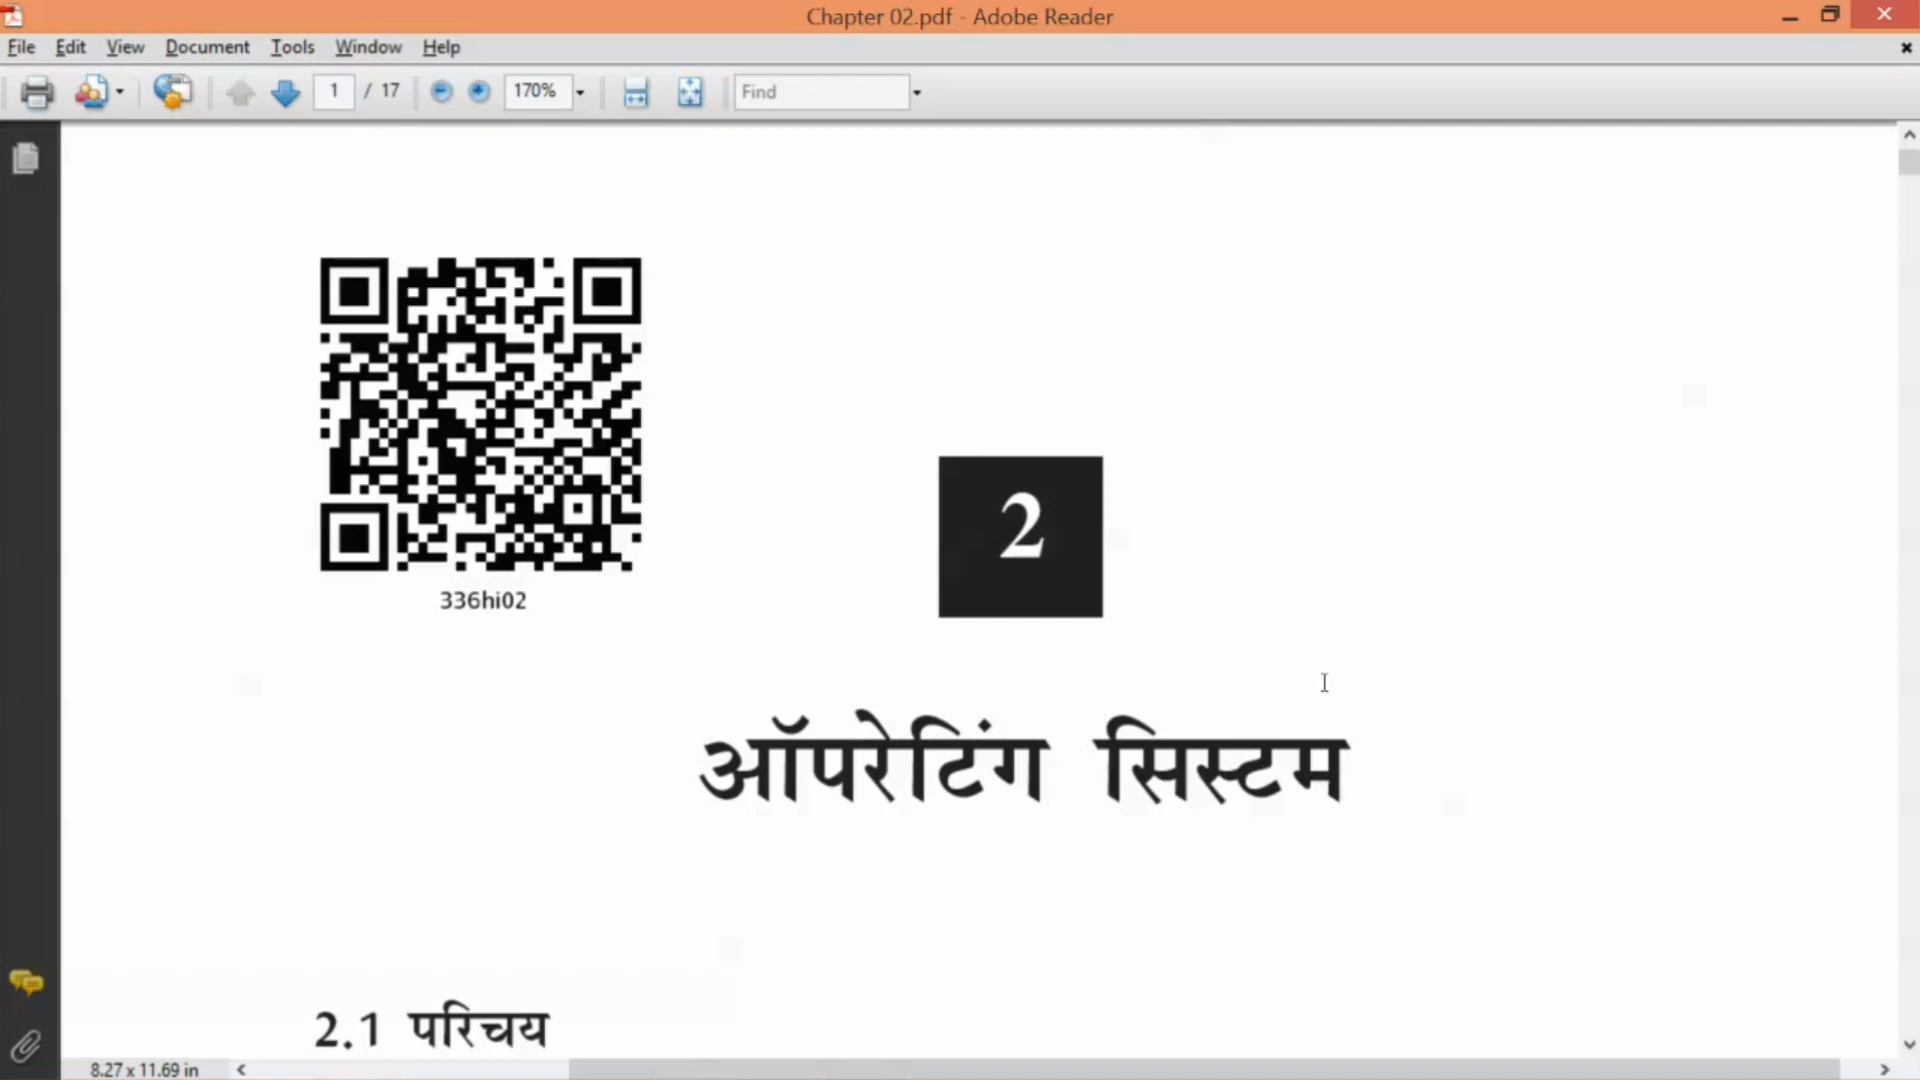 Chapter 02.pdf - Adobe Reader
File Edit View Document Tools Window Help
1 / 17 170% Find
336hi02
2
ऑपरेटिंग सिस्टम
2.1 परिचय
8.27 x 11.69 in